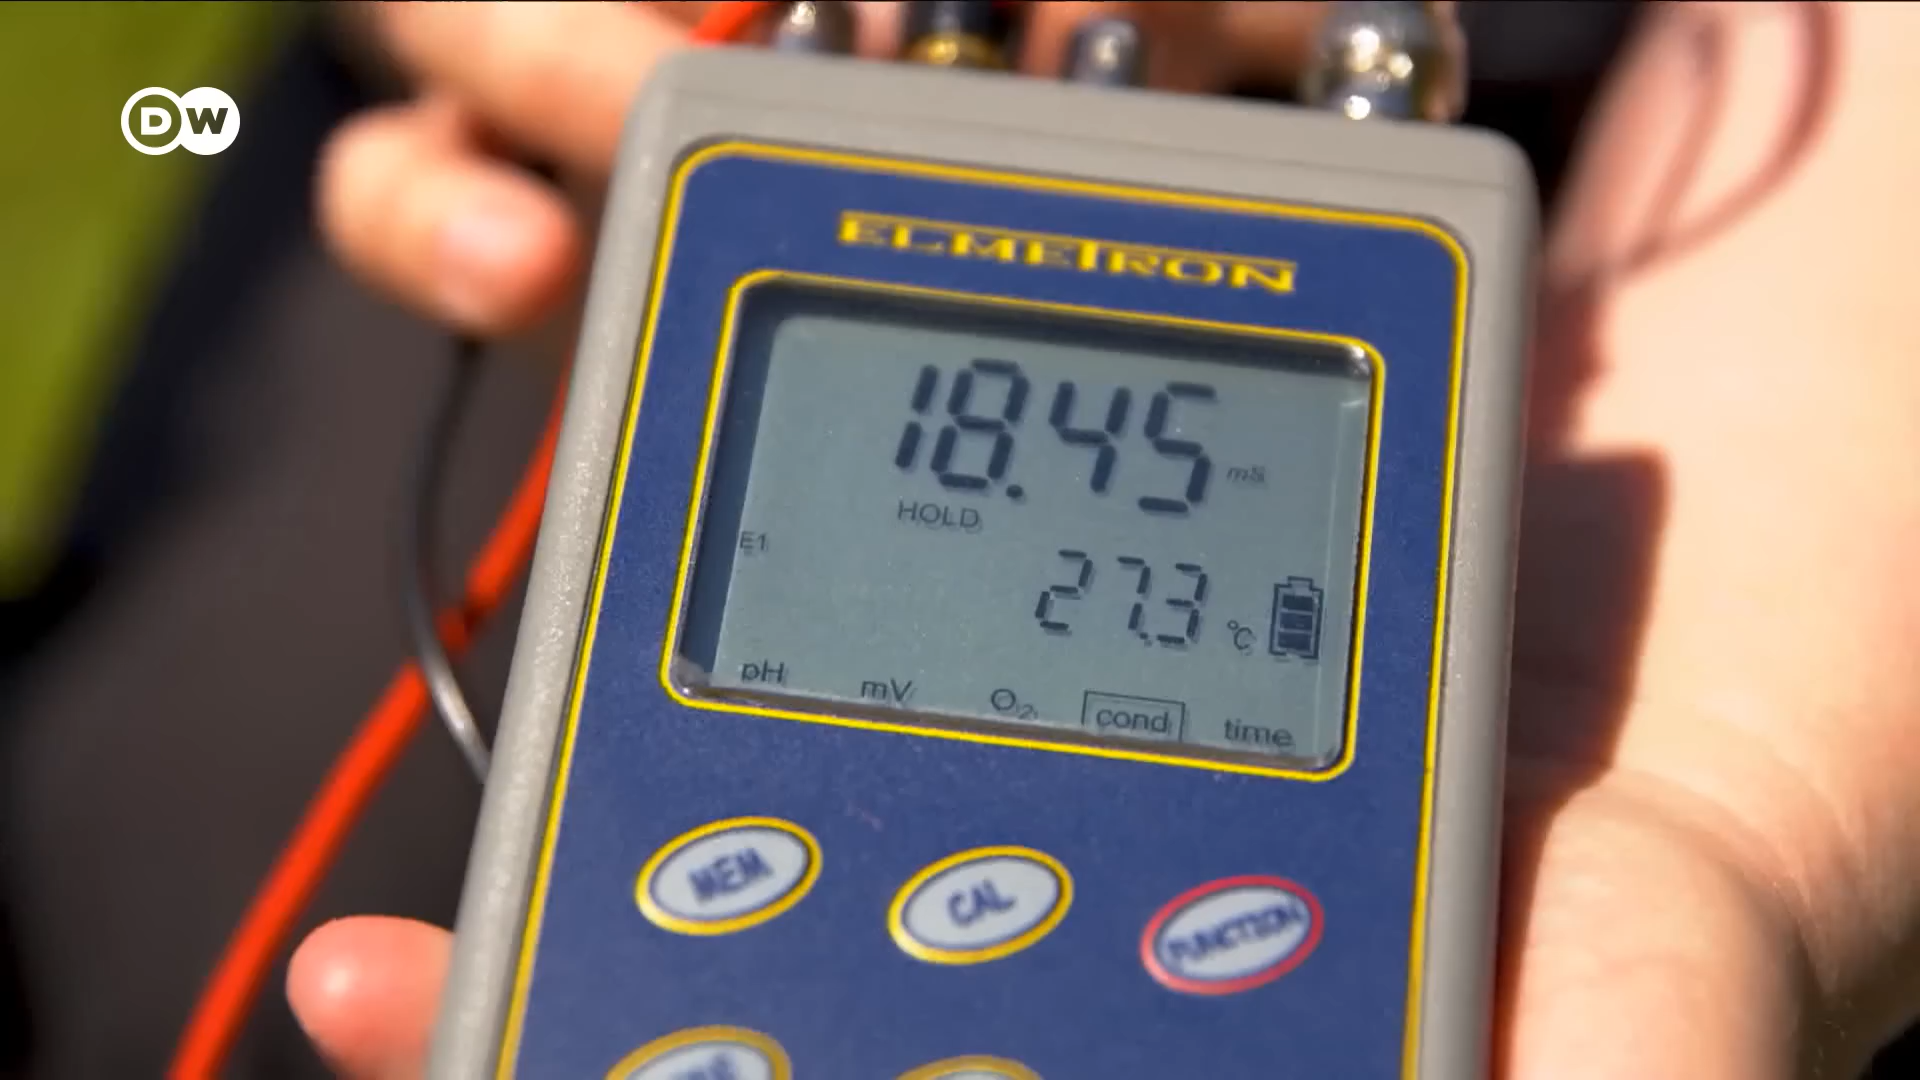 DW
ELMETRON
18.45 mS
HOLD
E1
27.3 °C
pH mV O2 cond time
MEM CAL FUNCTION